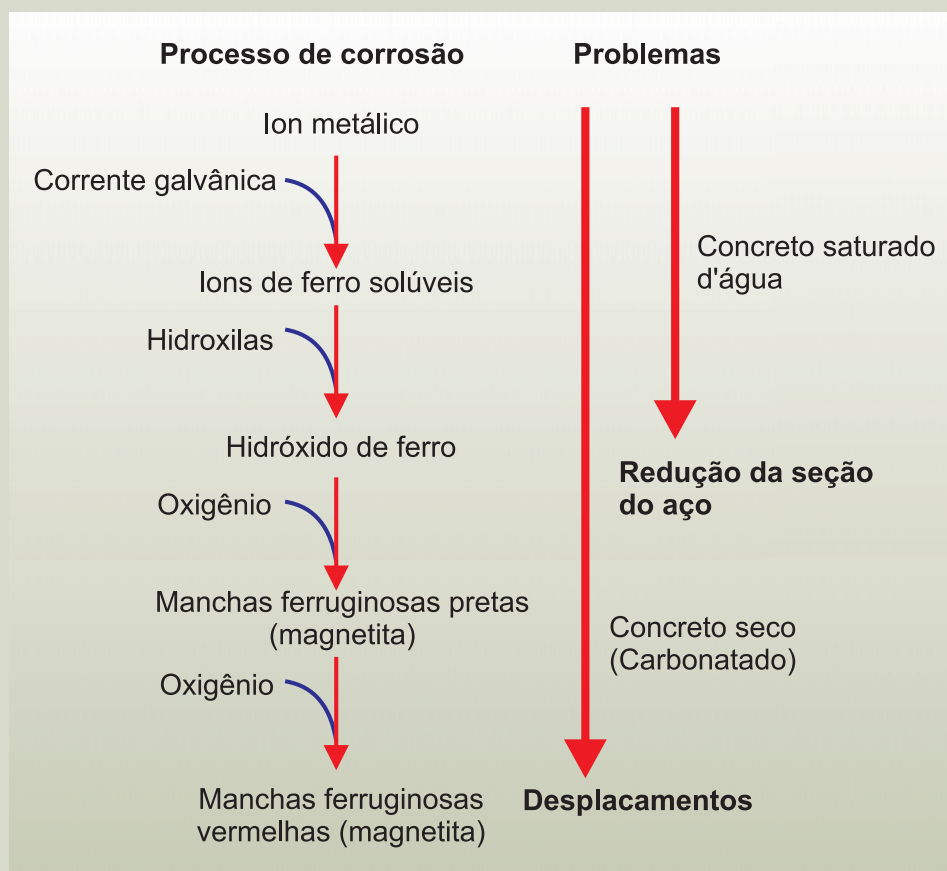 Processo de corrosão
Ion metálico
Corrente galvânica
Ions de ferro solúveis
Hidroxilas
Hidróxido de ferro
Oxigênio
Manchas ferruginosas pretas
(magnetita)
Oxigênio
Manchas ferruginosas
vermelhas (magnetita)
Problemas
Concreto saturado
d'água
Redução da seção
do aço
Concreto seco
(Carbonatado)
Desplacamentos